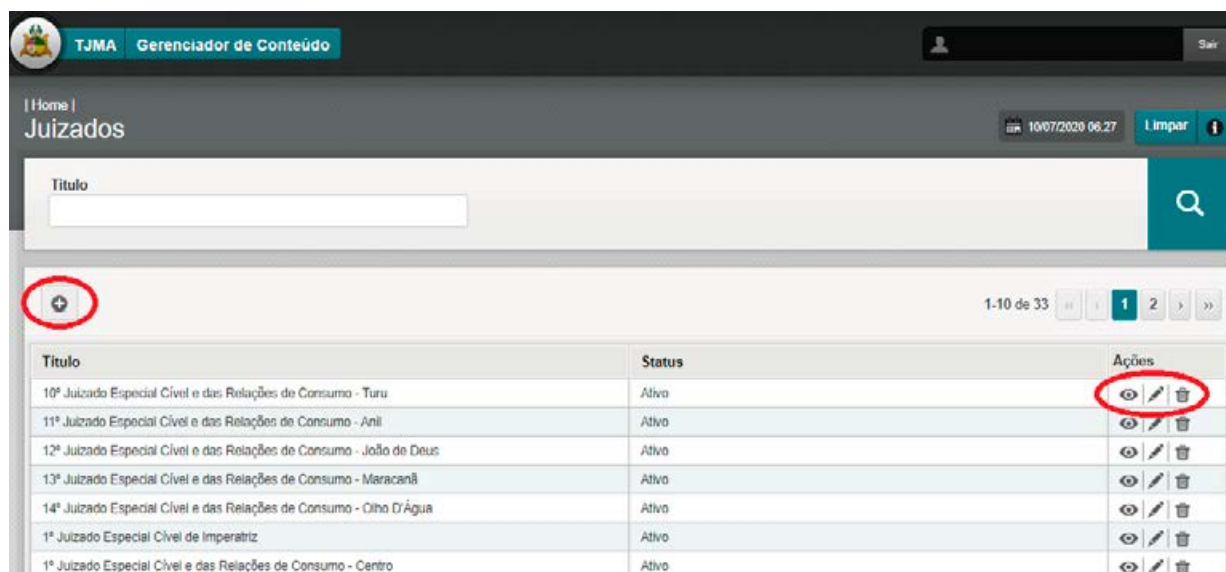 TJMA Gerenciador de Conteúdo
Sair
| Home |
Juizados
10/07/2020 06:27 Limpar
Título
1-10 de 33 « ‹ 1 2 › »
Título Status Ações
10º Juizado Especial Cível e das Relações de Consumo - Turu Ativo
11º Juizado Especial Cível e das Relações de Consumo - Anil Ativo
12º Juizado Especial Cível e das Relações de Consumo - João de Deus Ativo
13º Juizado Especial Cível e das Relações de Consumo - Maracanã Ativo
14º Juizado Especial Cível e das Relações de Consumo - Olho D'Água Ativo
1º Juizado Especial Cível de Imperatriz Ativo
1º Juizado Especial Cível e das Relações de Consumo - Centro Ativo